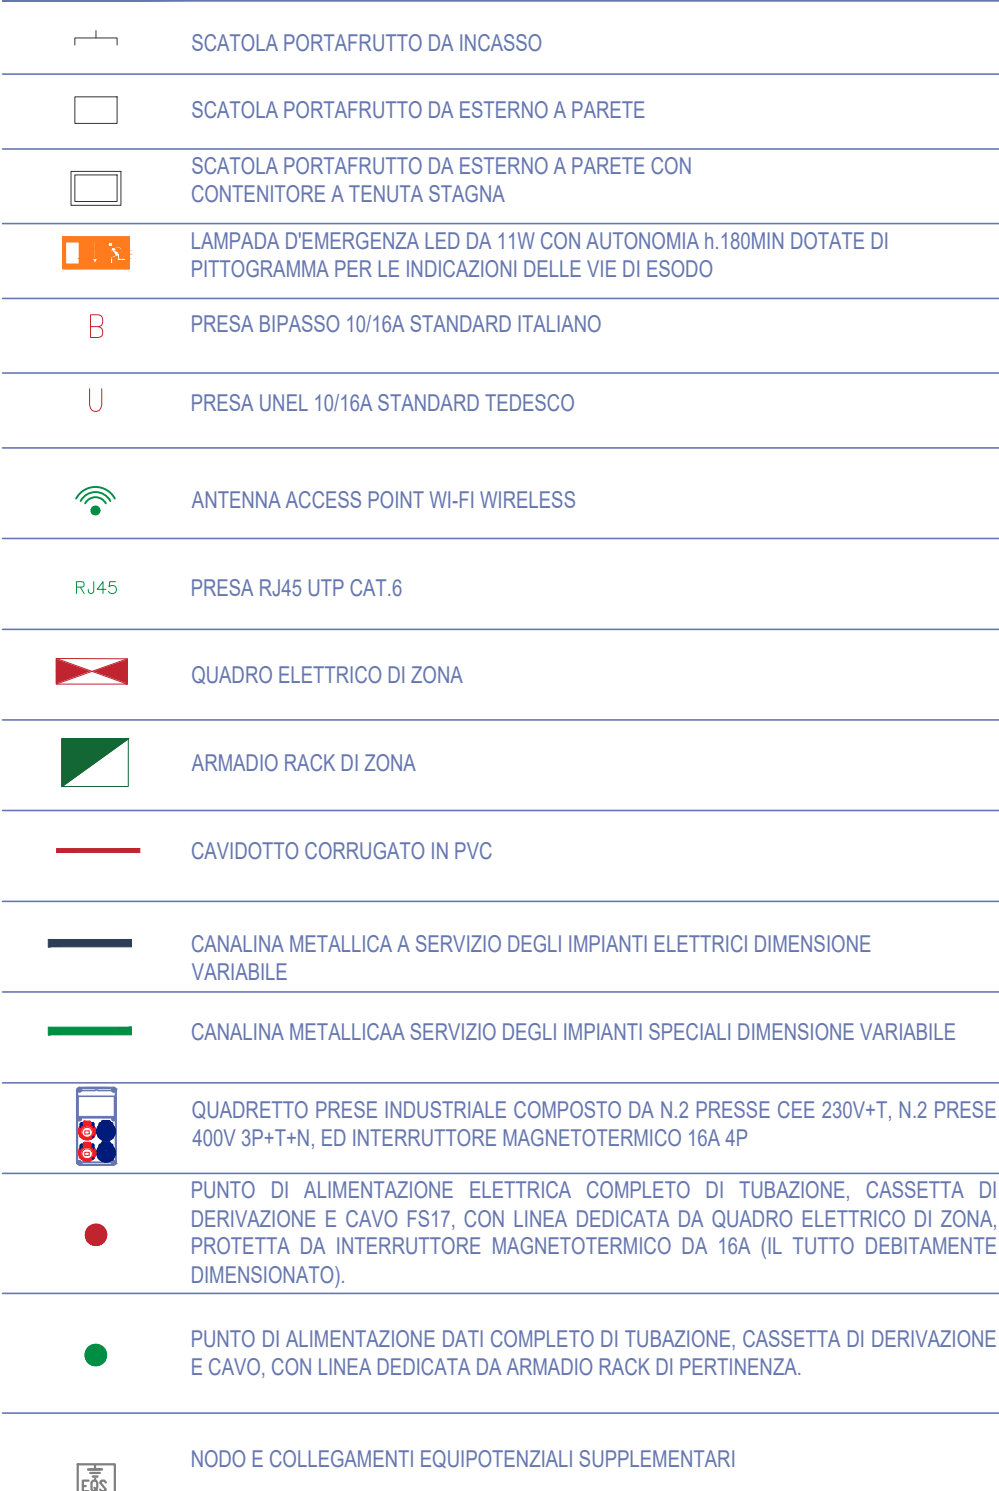 SCATOLA PORTAFRUTTO DA INCASSO
SCATOLA PORTAFRUTTO DA ESTERNO A PARETE
SCATOLA PORTAFRUTTO DA ESTERNO A PARETE CON
CONTENITORE A TENUTA STAGNA
LAMPADA D'EMERGENZA LED DA 11W CON AUTONOMIA h.180MIN DOTATE DI
PITTOGRAMMA PER LE INDICAZIONI DELLE VIE DI ESODO
B PRESA BIPASSO 10/16A STANDARD ITALIANO
U PRESA UNEL 10/16A STANDARD TEDESCO
ANTENNA ACCESS POINT WI-FI WIRELESS
RJ45 PRESA RJ45 UTP CAT.6
QUADRO ELETTRICO DI ZONA
ARMADIO RACK DI ZONA
CAVIDOTTO CORRUGATO IN PVC
CANALINA METALLICA A SERVIZIO DEGLI IMPIANTI ELETTRICI DIMENSIONE
VARIABILE
CANALINA METALLICAA SERVIZIO DEGLI IMPIANTI SPECIALI DIMENSIONE VARIABILE
QUADRETTO PRESE INDUSTRIALE COMPOSTO DA N.2 PRESSE CEE 230V+T, N.2 PRESE
400V 3P+T+N, ED INTERRUTTORE MAGNETOTERMICO 16A 4P
PUNTO DI ALIMENTAZIONE ELETTRICA COMPLETO DI TUBAZIONE, CASSETTA DI
DERIVAZIONE E CAVO FS17, CON LINEA DEDICATA DA QUADRO ELETTRICO DI ZONA,
PROTETTA DA INTERRUTTORE MAGNETOTERMICO DA 16A (IL TUTTO DEBITAMENTE
DIMENSIONATO).
PUNTO DI ALIMENTAZIONE DATI COMPLETO DI TUBAZIONE, CASSETTA DI DERIVAZIONE
E CAVO, CON LINEA DEDICATA DA ARMADIO RACK DI PERTINENZA.
NODO E COLLEGAMENTI EQUIPOTENZIALI SUPPLEMENTARI
EQS